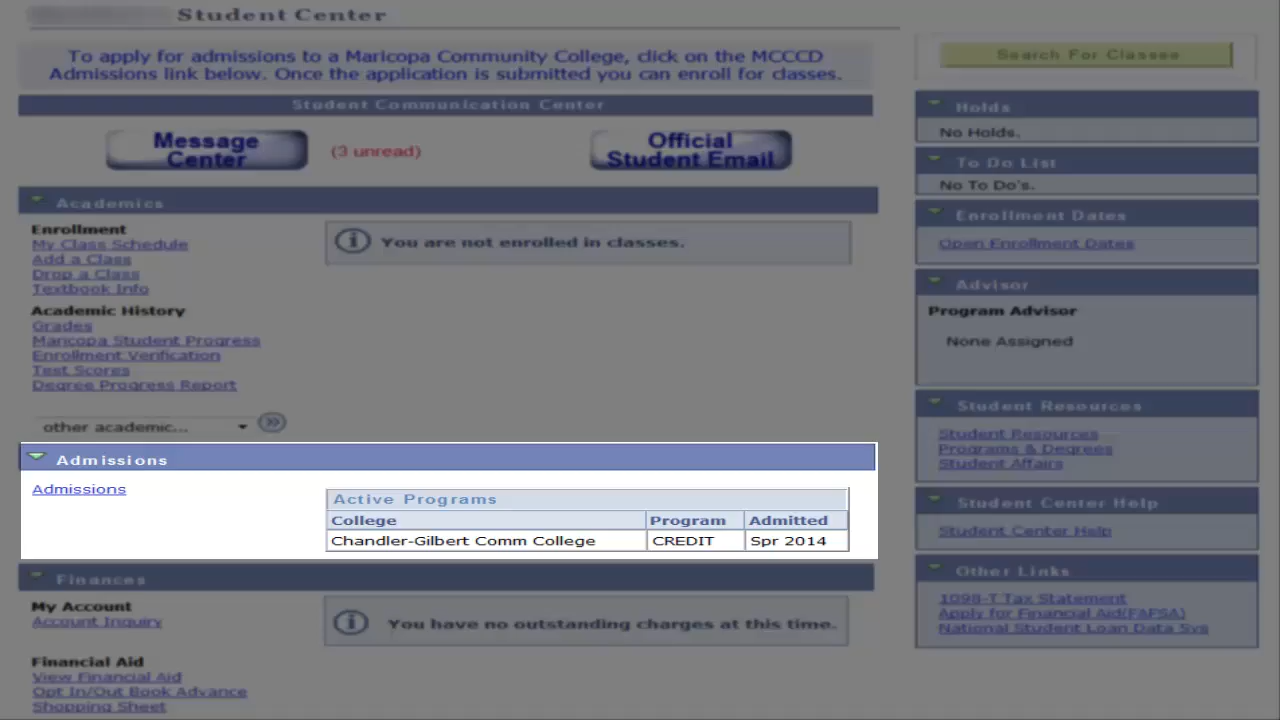 Student Center
To apply for admissions to a Maricopa Community College, click on the MCCCD
Admissions link below. Once the application is submitted you can enroll for classes.
Student Communication Center
Message
Center
(3 unread)
Official
Student Email
Academics
Enrollment
My Class Schedule
Add a Class
Drop a Class
Textbook Info
You are not enrolled in classes.
Academic History
Grades
Maricopa Student Progress
Enrollment Verification
Test Scores
Degree Progress Report
other academic...
Admissions
Admissions
Active Programs
College Program Admitted
Chandler-Gilbert Comm College CREDIT Spr 2014
Finances
My Account
Account Inquiry
You have no outstanding charges at this time.
Financial Aid
View Financial Aid
Opt In/Out Book Advance
Shopping Sheet
Search For Classes
Holds
No Holds.
To Do List
No To Do's.
Enrollment Dates
Open Enrollment Dates
Advisor
Program Advisor
None Assigned
Student Resources
Student Resources
Programs & Degrees
Student Affairs
Student Center Help
Student Center Help
Other Links
1098-T Tax Statement
Apply for Financial Aid(FAFSA)
National Student Loan Data Sys